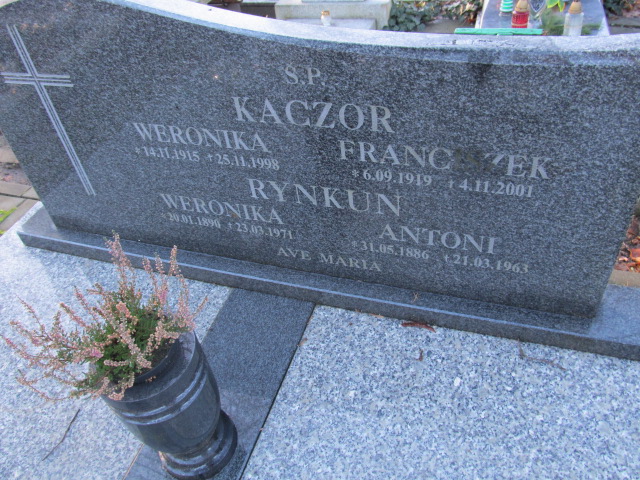 Ś.P.
KACZOR
WERONIKA FRANCISZEK
*14.11.1915 +25.11.1998 *6.09.1919 +4.11.2001
RYNKUN
WERONIKA ANTONI
*20.01.1890 +23.03.1971 *31.05.1886 +21.03.1963
AVE MARIA